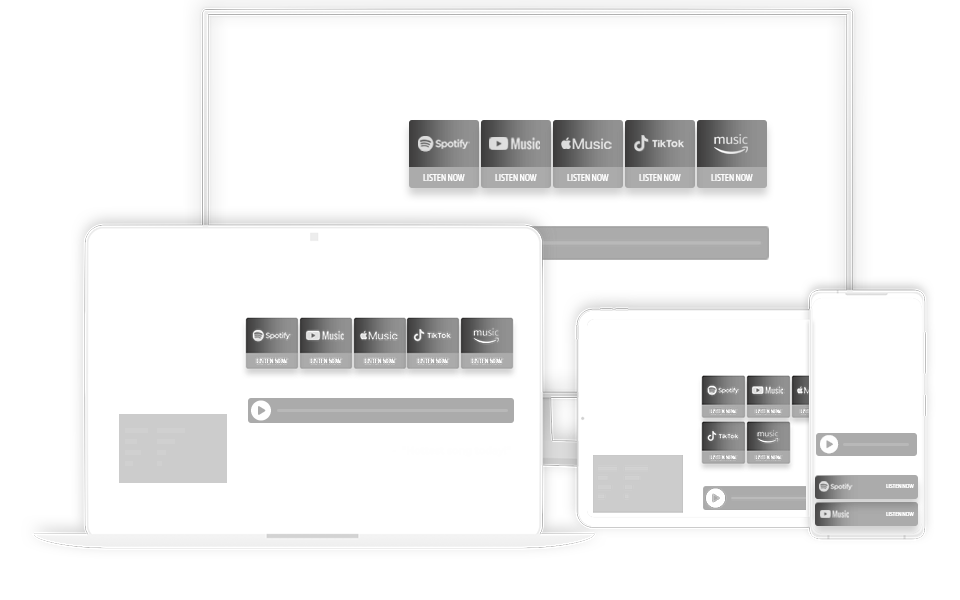 Spotify Music Music TikTok music
LISTEN NOW LISTEN NOW LISTEN NOW LISTEN NOW LISTEN NOW
Spotify Music Music TikTok music
LISTEN NOW LISTEN NOW LISTEN NOW LISTEN NOW LISTEN NOW
Spotify Music
LISTEN NOW LISTEN NOW
TikTok music
LISTEN NOW LISTEN NOW
Spotify LISTEN NOW
Music LISTEN NOW